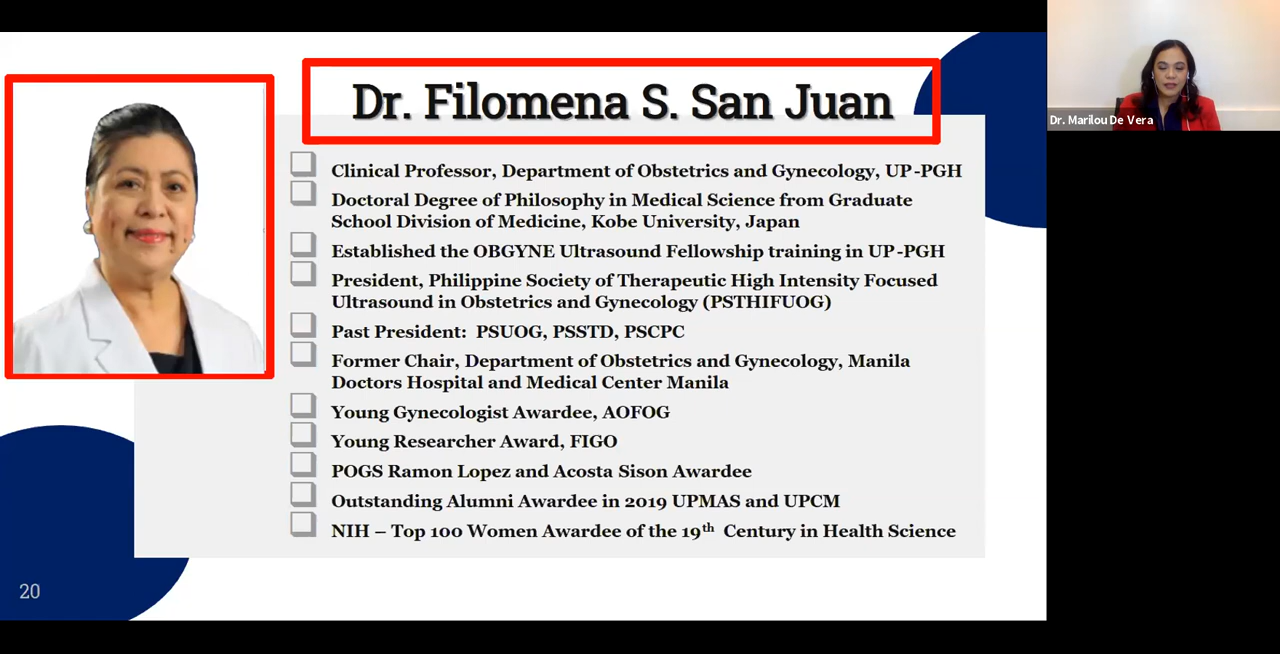 Dr. Filomena S. San Juan
Clinical Professor, Department of Obstetrics and Gynecology, UP-PGH
Doctoral Degree of Philosophy in Medical Science from Graduate
School Division of Medicine, Kobe University, Japan
Established the OBGYNE Ultrasound Fellowship training in UP-PGH
President, Philippine Society of Therapeutic High Intensity Focused
Ultrasound in Obstetrics and Gynecology (PSTHIFUOG)
Past President: PSUOG, PSSTD, PSCPC
Former Chair, Department of Obstetrics and Gynecology, Manila
Doctors Hospital and Medical Center Manila
Young Gynecologist Awardee, AOFOG
Young Researcher Award, FIGO
POGS Ramon Lopez and Acosta Sison Awardee
Outstanding Alumni Awardee in 2019 UPMAS and UPCM
NIH – Top 100 Women Awardee of the 19th Century in Health Science
20
Dr. Marilou De Vera